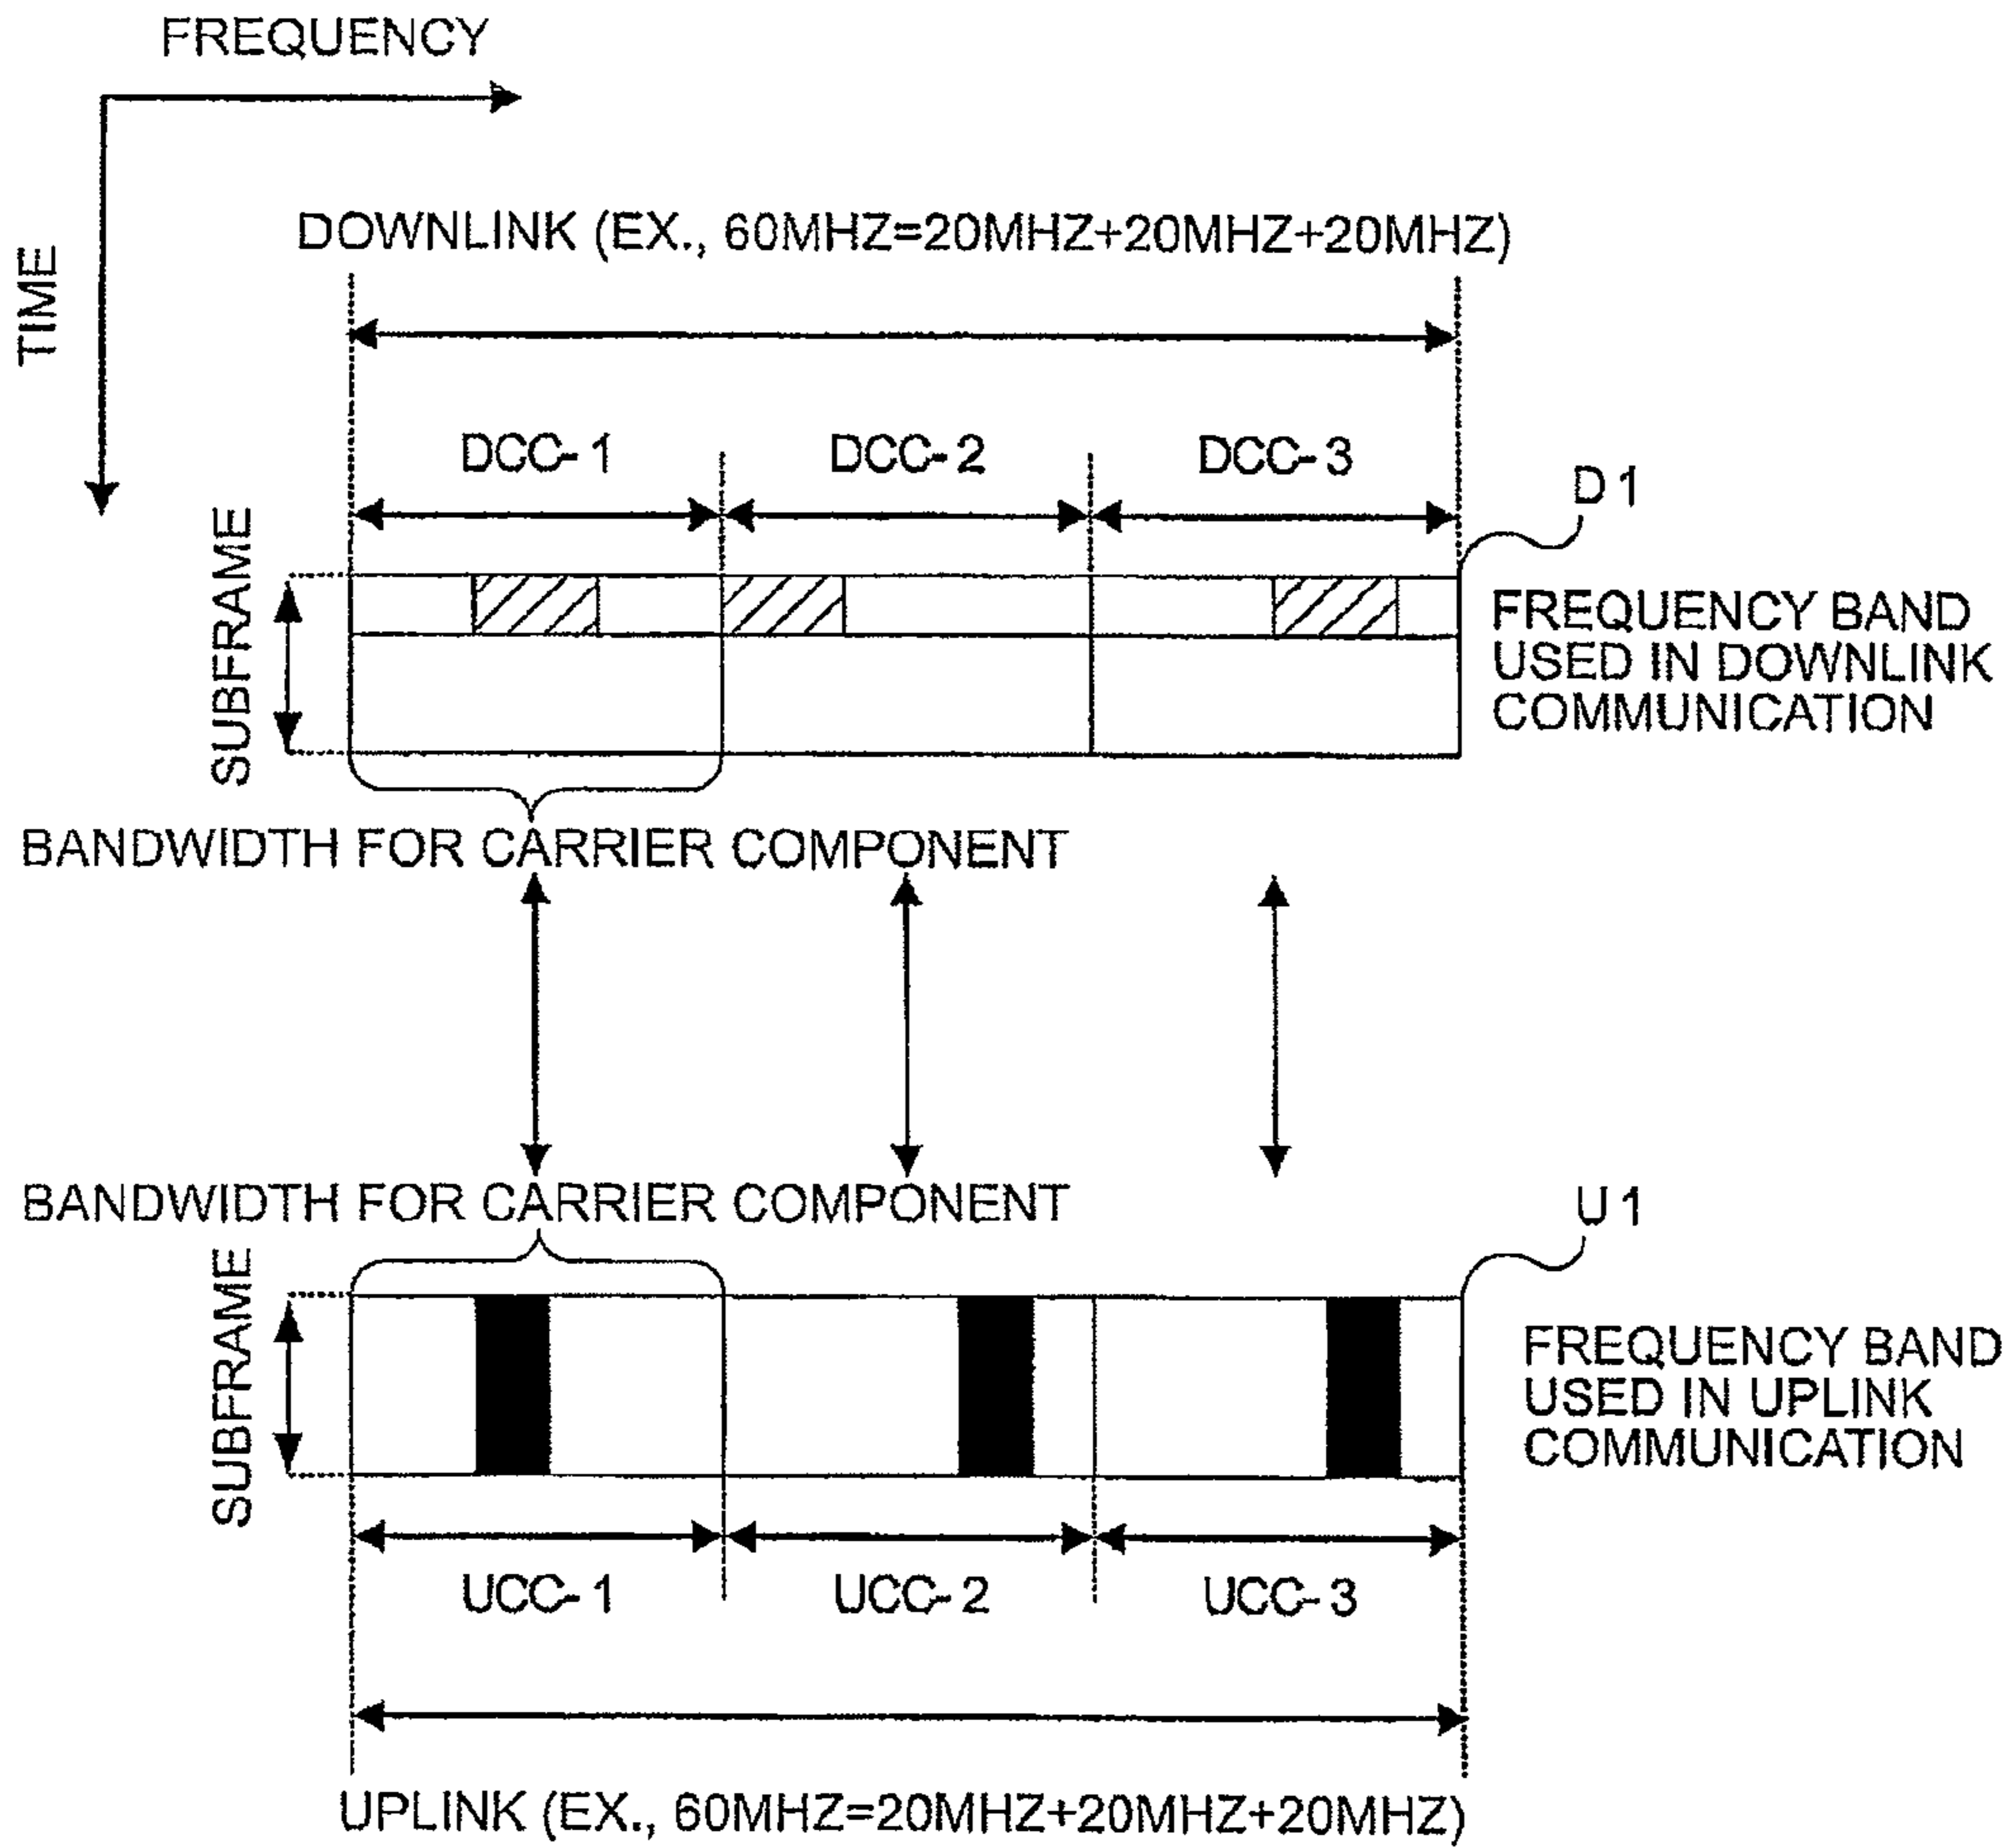 FREQUENCY
TIME
DOWNLINK (EX., 60MHZ=20MHZ+20MHZ+20MHZ)
DCC-1
DCC-2
DCC-3
D1
SUBFRAME
FREQUENCY BAND
USED IN DOWNLINK
COMMUNICATION
BANDWIDTH FOR CARRIER COMPONENT
BANDWIDTH FOR CARRIER COMPONENT
U1
SUBFRAME
FREQUENCY BAND
USED IN UPLINK
COMMUNICATION
UCC-1
UCC-2
UCC-3
UPLINK (EX., 60MHZ=20MHZ+20MHZ+20MHZ)